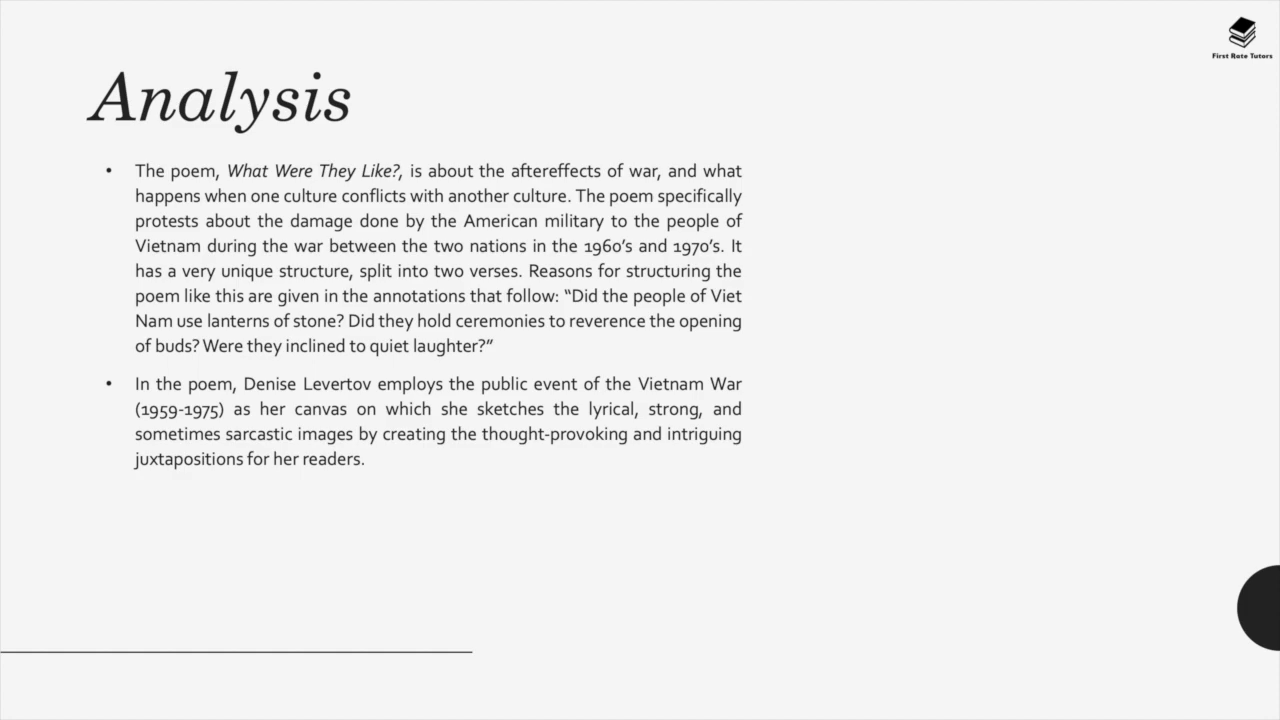 First Rate Tutors
Analysis
• The poem, What Were They Like?, is about the aftereffects of war, and what
happens when one culture conflicts with another culture. The poem specifically
protests about the damage done by the American military to the people of
Vietnam during the war between the two nations in the 1960’s and 1970’s. It
has a very unique structure, split into two verses. Reasons for structuring the
poem like this are given in the annotations that follow: “Did the people of Viet
Nam use lanterns of stone? Did they hold ceremonies to reverence the opening
of buds? Were they inclined to quiet laughter?”
• In the poem, Denise Levertov employs the public event of the Vietnam War
(1959-1975) as her canvas on which she sketches the lyrical, strong, and
sometimes sarcastic images by creating the thought-provoking and intriguing
juxtapositions for her readers.